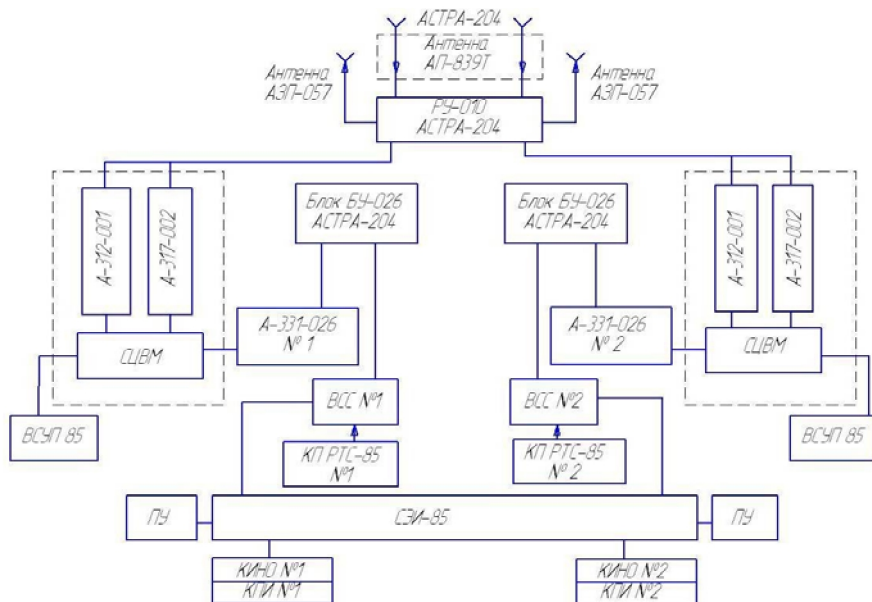 АСТРА-204
Антенна
АП-839Т
Антенна
АЗП-057
Антенна
АЗП-057
РУ-010
АСТРА-204
А-312-001
А-317-002
Блок БУ-026
АСТРА-204
Блок БУ-026
АСТРА-204
А-312-001
А-317-002
СЦВМ
А-331-026
№ 1
А-331-026
№ 2
СЦВМ
ВСУП 85
ВСС №1
ВСС №2
ВСУП 85
КП РТС-85
№1
КП РТС-85
№ 2
ПУ
СЭИ-85
ПУ
КИНО №1
КПИ №1
КИНО №2
КПИ №2